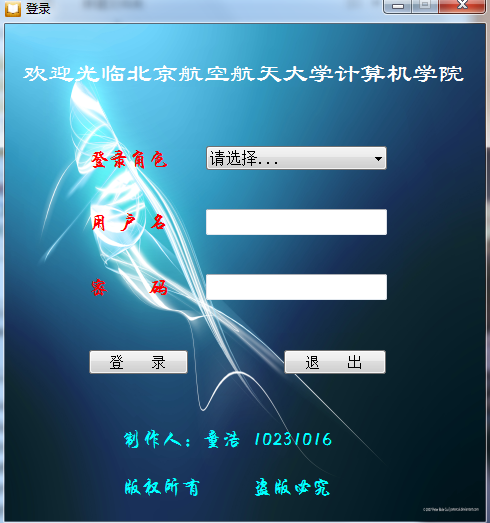 登录
欢迎光临北京航空航天大学计算机学院
登录角色 请选择...
用 户 名
密 码
登 录 退 出
制作人：童浩 10231016
版权所有 盗版必究